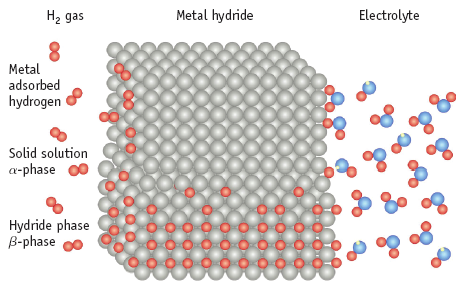 H₂ gas
Metal hydride
Electrolyte
Metal
adsorbed
hydrogen
Solid solution
α-phase
Hydride phase
β-phase